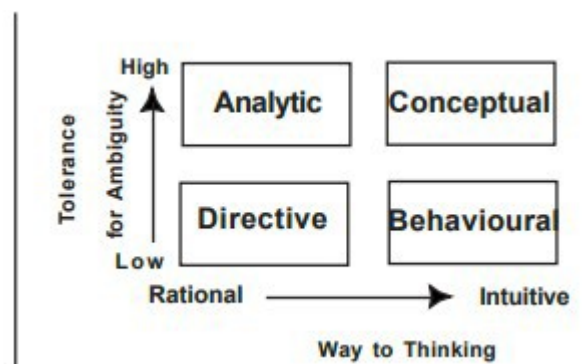 High
Analytic
Conceptual
Tolerance
for Ambiguity
Directive
Behavioural
Low
Rational
Intuitive
Way to Thinking